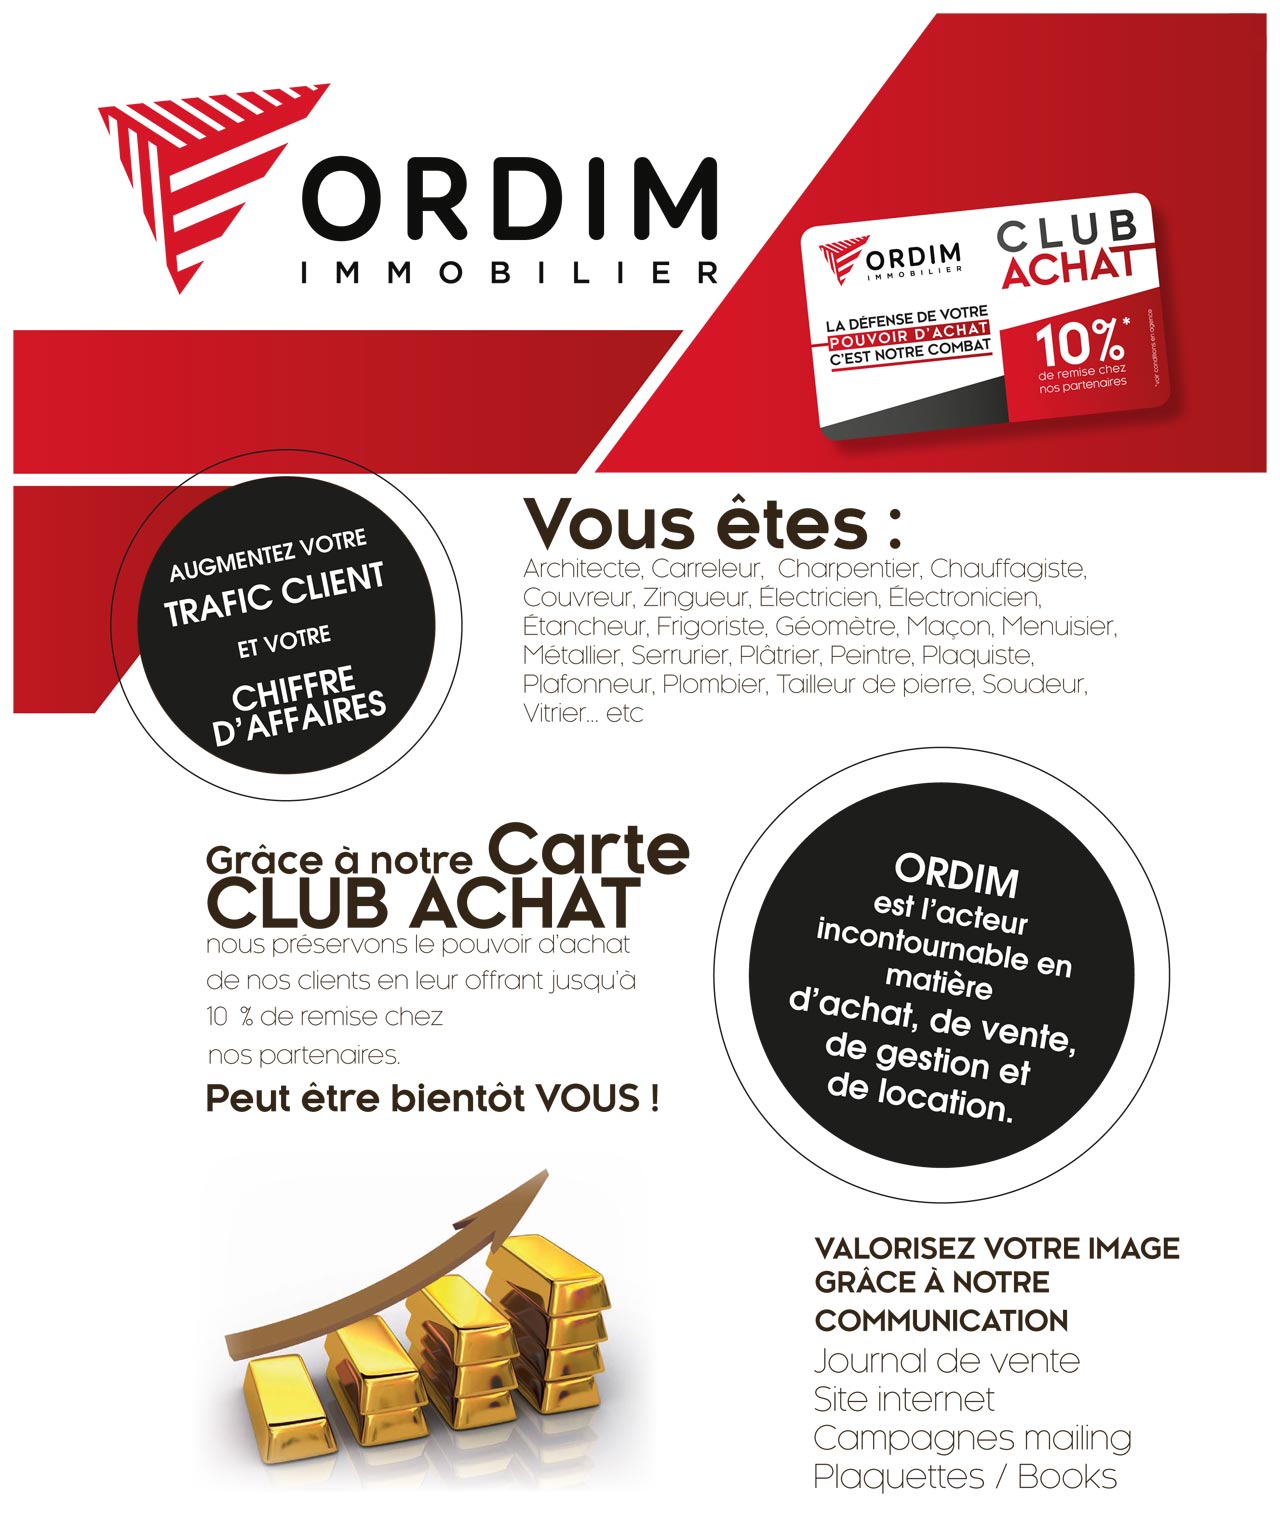 ORDIM
IMMOBILIER
ORDIM
IMMOBILIER
CLUB
ACHAT
LA DÉFENSE DE VOTRE
POUVOIR D'ACHAT
C'EST NOTRE COMBAT
10%*
de remise chez
nos partenaires
*voir conditions en agence
AUGMENTEZ VOTRE
TRAFIC CLIENT
ET VOTRE
CHIFFRE
D'AFFAIRES
Vous êtes :
Architecte, Carreleur, Charpentier, Chauffagiste,
Couvreur, Zingueur, Électricien, Électronicien,
Étancheur, Frigoriste, Géomètre, Maçon, Menuisier,
Métallier, Serrurier, Plâtrier, Peintre, Plaquiste,
Plafonneur, Plombier, Tailleur de pierre, Soudeur,
Vitrier... etc
Grâce à notre Carte
CLUB ACHAT
nous préservons le pouvoir d'achat
de nos clients en leur offrant jusqu'à
10 % de remise chez
nos partenaires.
Peut être bientôt VOUS !
ORDIM
est l'acteur
incontournable en
matière
d'achat, de vente,
de gestion et
de location.
VALORISEZ VOTRE IMAGE
GRÂCE À NOTRE
COMMUNICATION
Journal de vente
Site internet
Campagnes mailing
Plaquettes / Books